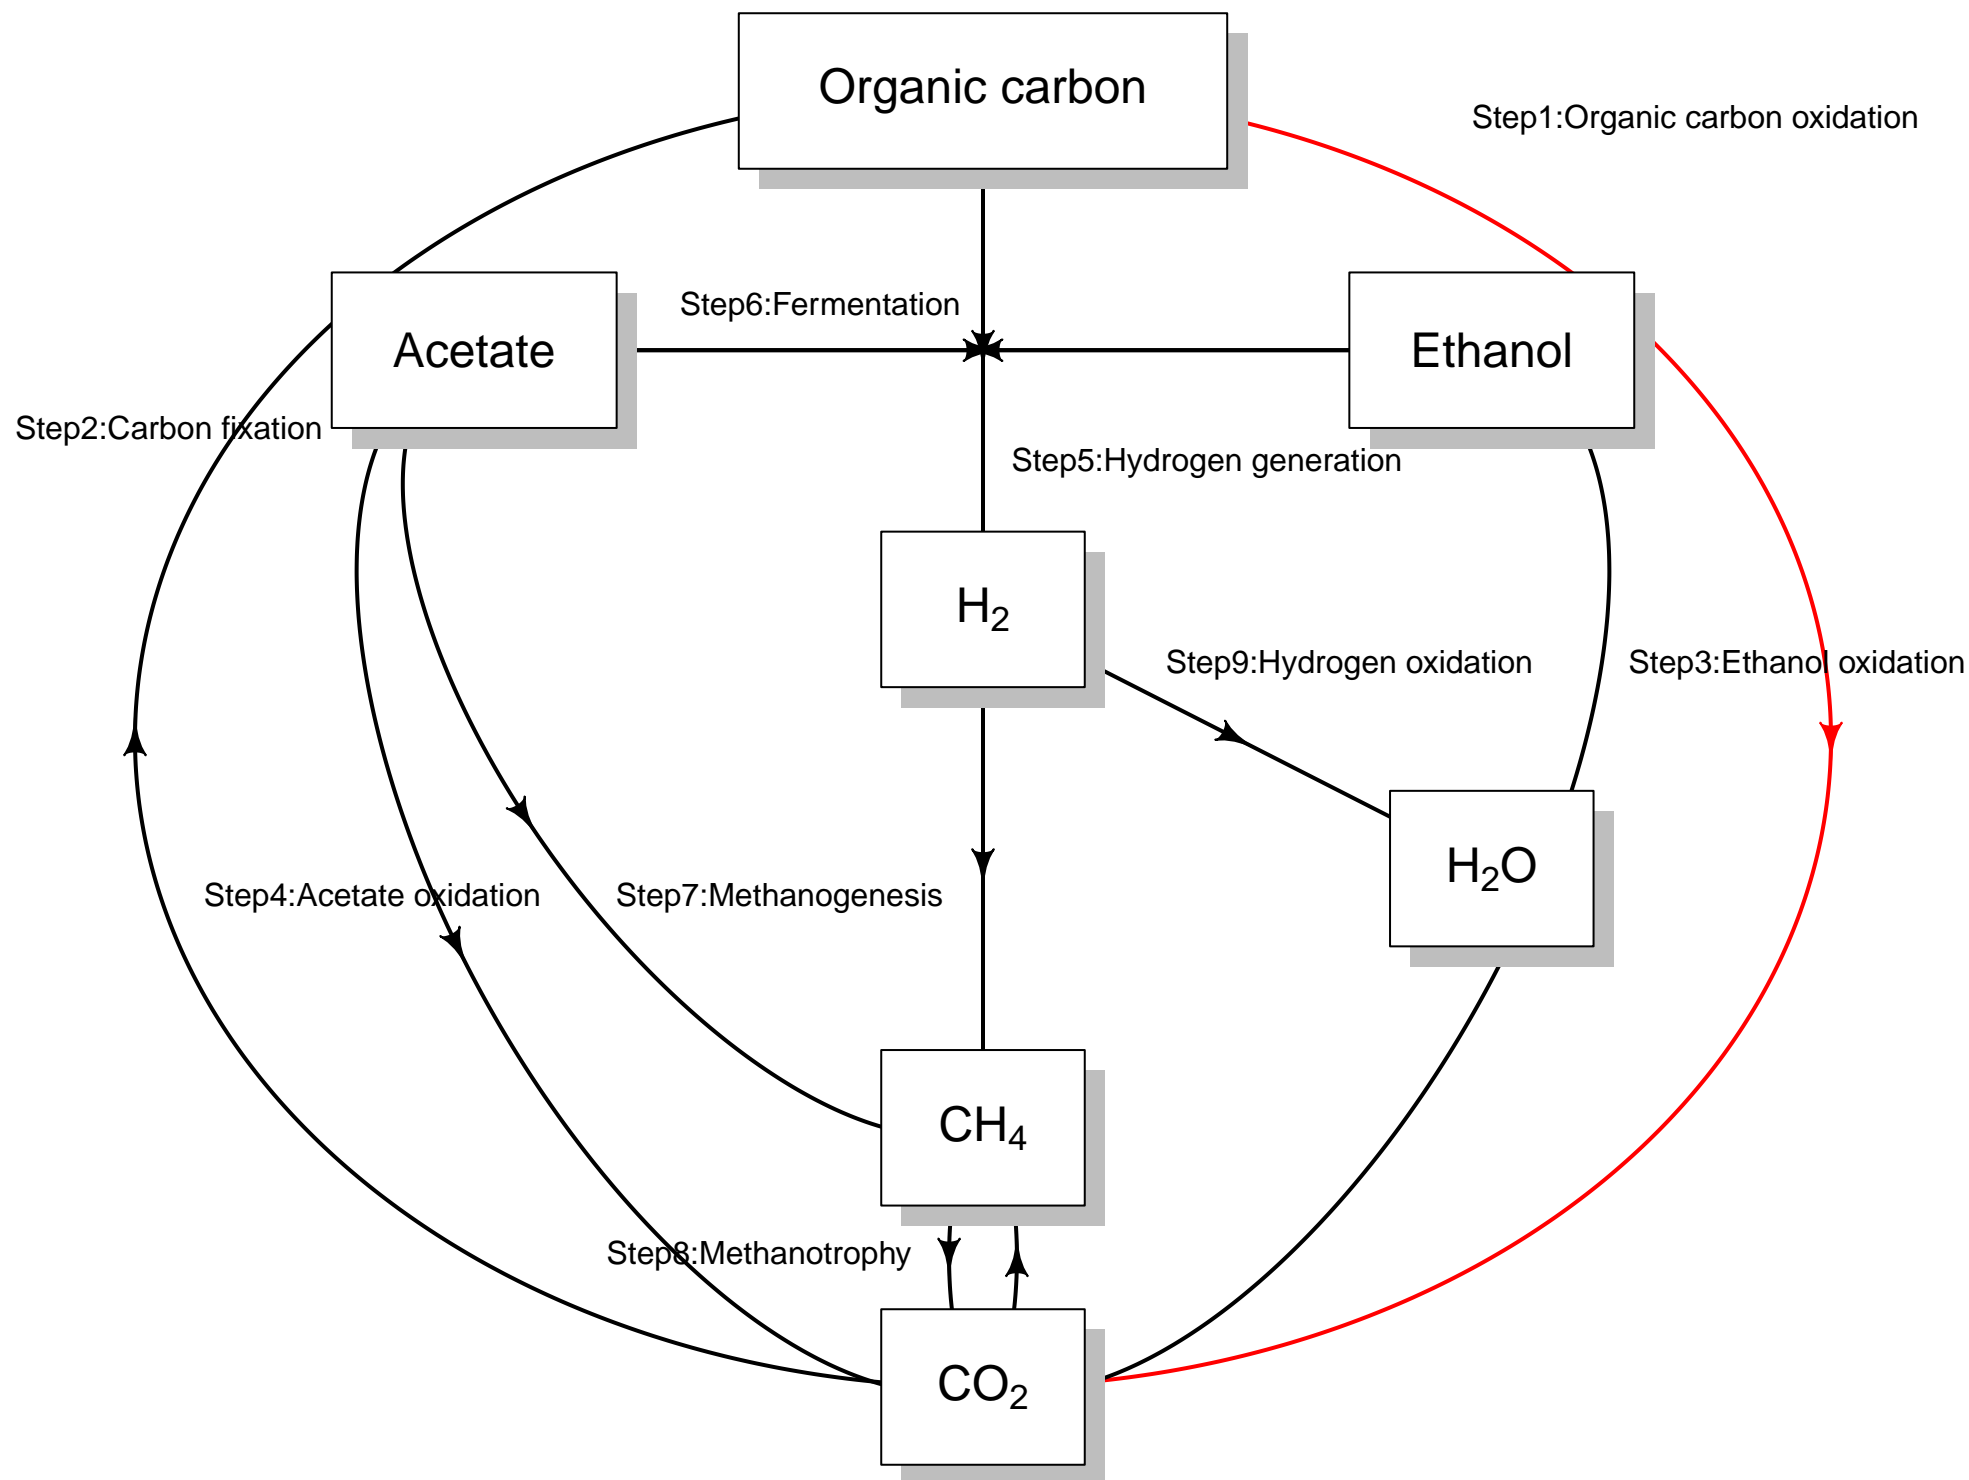 Organic carbon
Step1:Organic carbon oxidation
Step6:Fermentation
Acetate
Ethanol
Step2:Carbon fixation
Step5:Hydrogen generation
H₂
Step9:Hydrogen oxidation
Step3:Ethanol oxidation
H₂O
Step4:Acetate oxidation
Step7:Methanogenesis
CH₄
Step8:Methanotrophy
CO₂